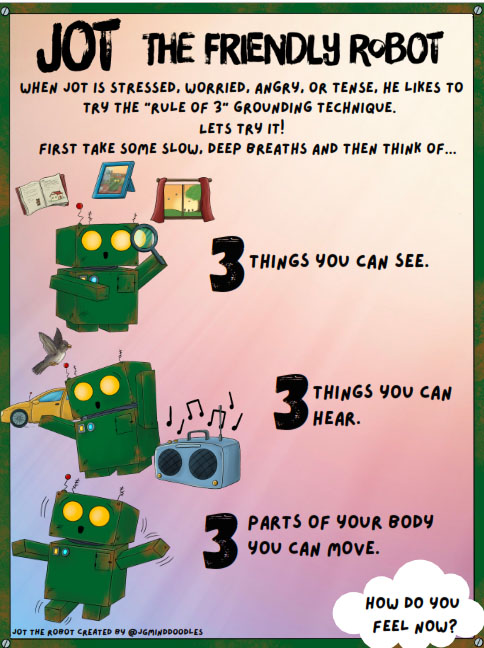 JOT THE FRIENDLY ROBOT
WHEN JOT IS STRESSED, WORRIED, ANGRY, OR TENSE, HE LIKES TO
TRY THE "RULE OF 3" GROUNDING TECHNIQUE.
LETS TRY IT!
FIRST TAKE SOME SLOW, DEEP BREATHS AND THEN THINK OF...
3 THINGS YOU CAN SEE.
3 THINGS YOU CAN
HEAR.
3 PARTS OF YOUR BODY
YOU CAN MOVE.
HOW DO YOU
FEEL NOW?
JOT THE ROBOT CREATED BY @JGMINDDOODLES